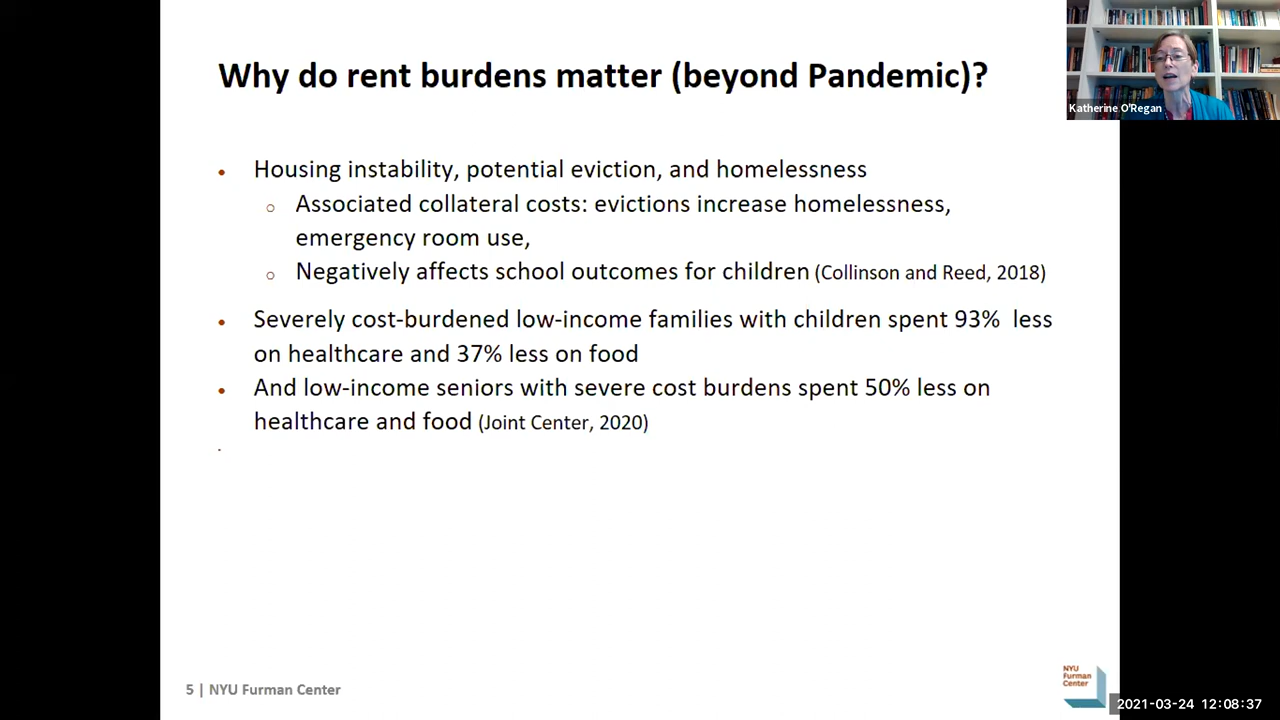 Why do rent burdens matter (beyond Pandemic)?
Katherine O'Regan
• Housing instability, potential eviction, and homelessness
○ Associated collateral costs: evictions increase homelessness,
emergency room use,
○ Negatively affects school outcomes for children (Collinson and Reed, 2018)
• Severely cost-burdened low-income families with children spent 93% less
on healthcare and 37% less on food
• And low-income seniors with severe cost burdens spent 50% less on
healthcare and food (Joint Center, 2020)
5 | NYU Furman Center
NYU
Furman
Center
2021-03-24 12:08:37